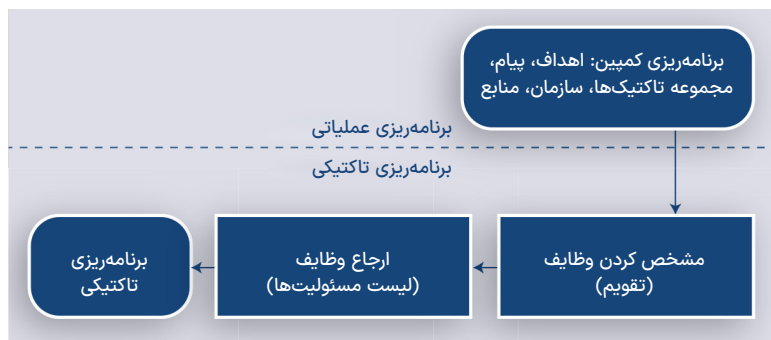 برنامه‌ریزی کمپین: اهداف، پیام،
مجموعه تاکتیک‌ها، سازمان، منابع
برنامه‌ریزی عملیاتی
برنامه‌ریزی تاکتیکی
مشخص کردن وظایف
(تقویم)
ارجاع وظایف
(لیست مسئولیت‌ها)
برنامه‌ریزی
تاکتیکی